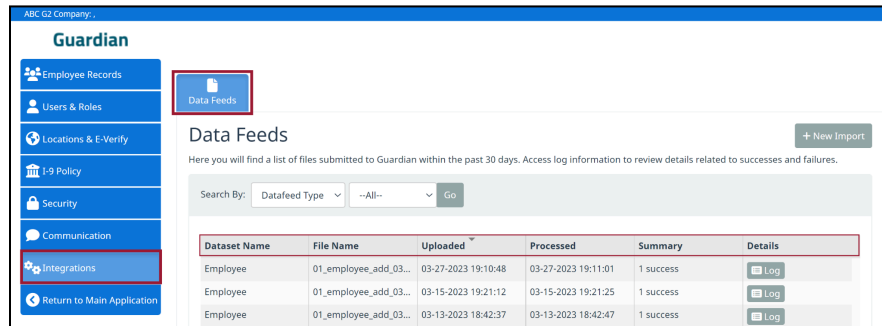 ABC G2 Company: ,
Guardian
Employee Records
Users & Roles
Locations & E-Verify
I-9 Policy
Security
Communication
Integrations
Return to Main Application
Data Feeds
Data Feeds
+ New Import
Here you will find a list of files submitted to Guardian within the past 30 days. Access log information to review details related to successes and failures.
Search By: Datafeed Type --All-- Go
Dataset Name File Name Uploaded Processed Summary Details
Employee 01_employee_add_03... 03-27-2023 19:10:48 03-27-2023 19:11:01 1 success Log
Employee 01_employee_add_03... 03-15-2023 19:21:12 03-15-2023 19:21:25 1 success Log
Employee 01_employee_add_03... 03-13-2023 18:42:37 03-13-2023 18:42:47 1 success Log